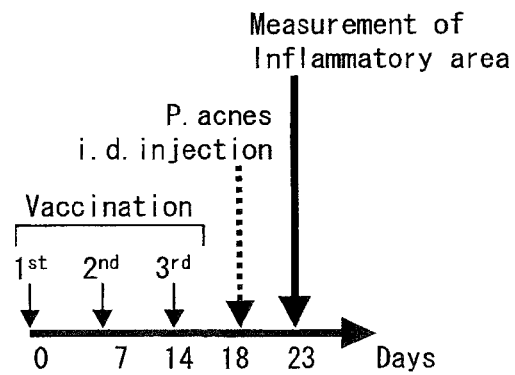 Measurement of
Inflammatory area
P. acnes
i.d. injection
Vaccination
1st 2nd 3rd
0 7 14 18 23 Days